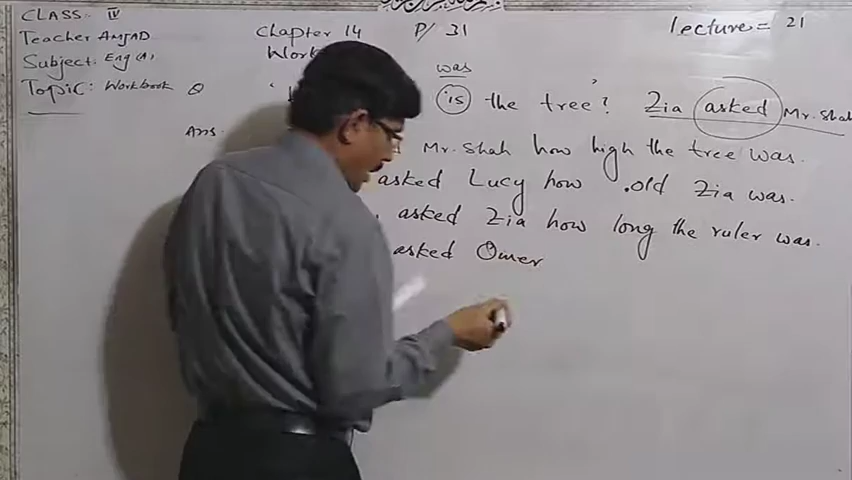 CLASS: IV
Teacher AMJAD
Subject: Eng (A)
Topic: Workbook
Chapter 14 P/ 31
Lecture = 21
was
is the tree? Zia asked Mr. Shah
Ans:
Mr. Shah how high the tree was.
asked Lucy how old Zia was.
asked Zia how long the ruler was.
asked Omer